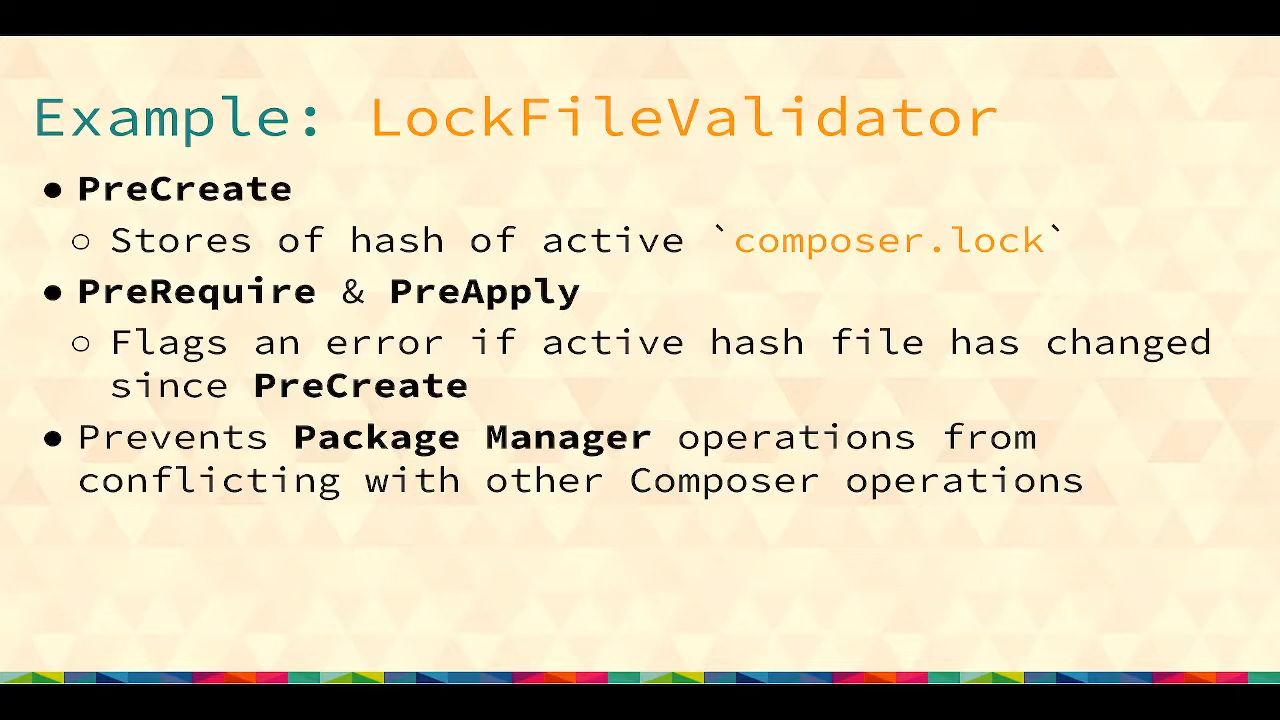 Example: LockFileValidator
● PreCreate
○ Stores of hash of active `composer.lock`
● PreRequire & PreApply
○ Flags an error if active hash file has changed
since PreCreate
● Prevents Package Manager operations from
conflicting with other Composer operations